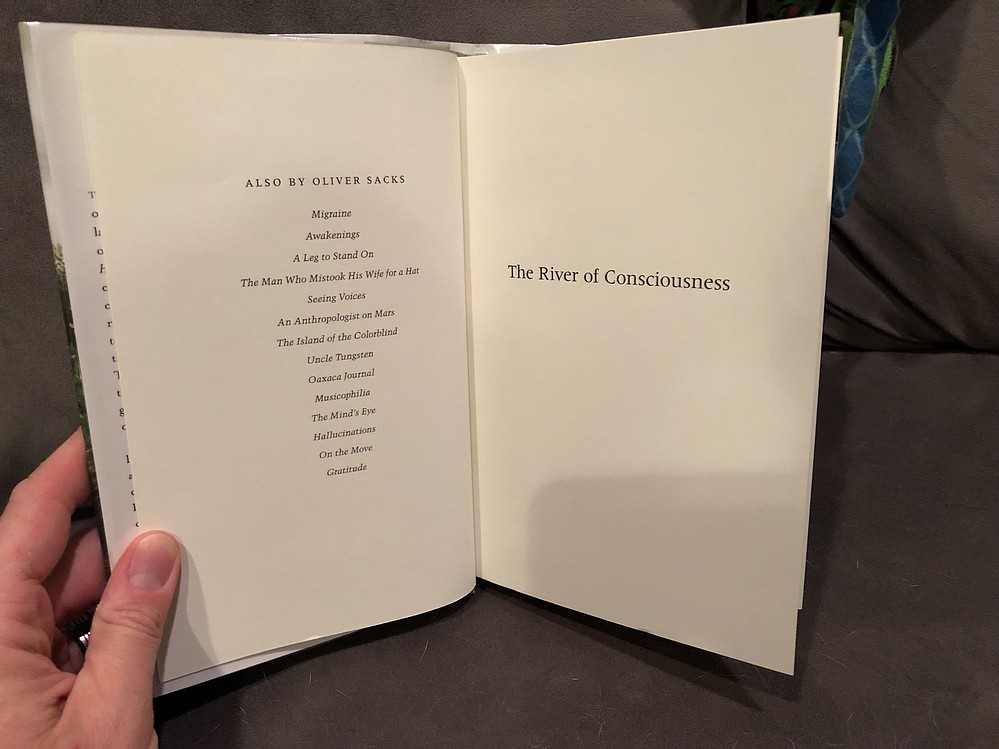 ALSO BY OLIVER SACKS
Migraine
Awakenings
A Leg to Stand On
The Man Who Mistook His Wife for a Hat
Seeing Voices
An Anthropologist on Mars
The Island of the Colorblind
Uncle Tungsten
Oaxaca Journal
Musicophilia
The Mind's Eye
Hallucinations
On the Move
Gratitude
The River of Consciousness